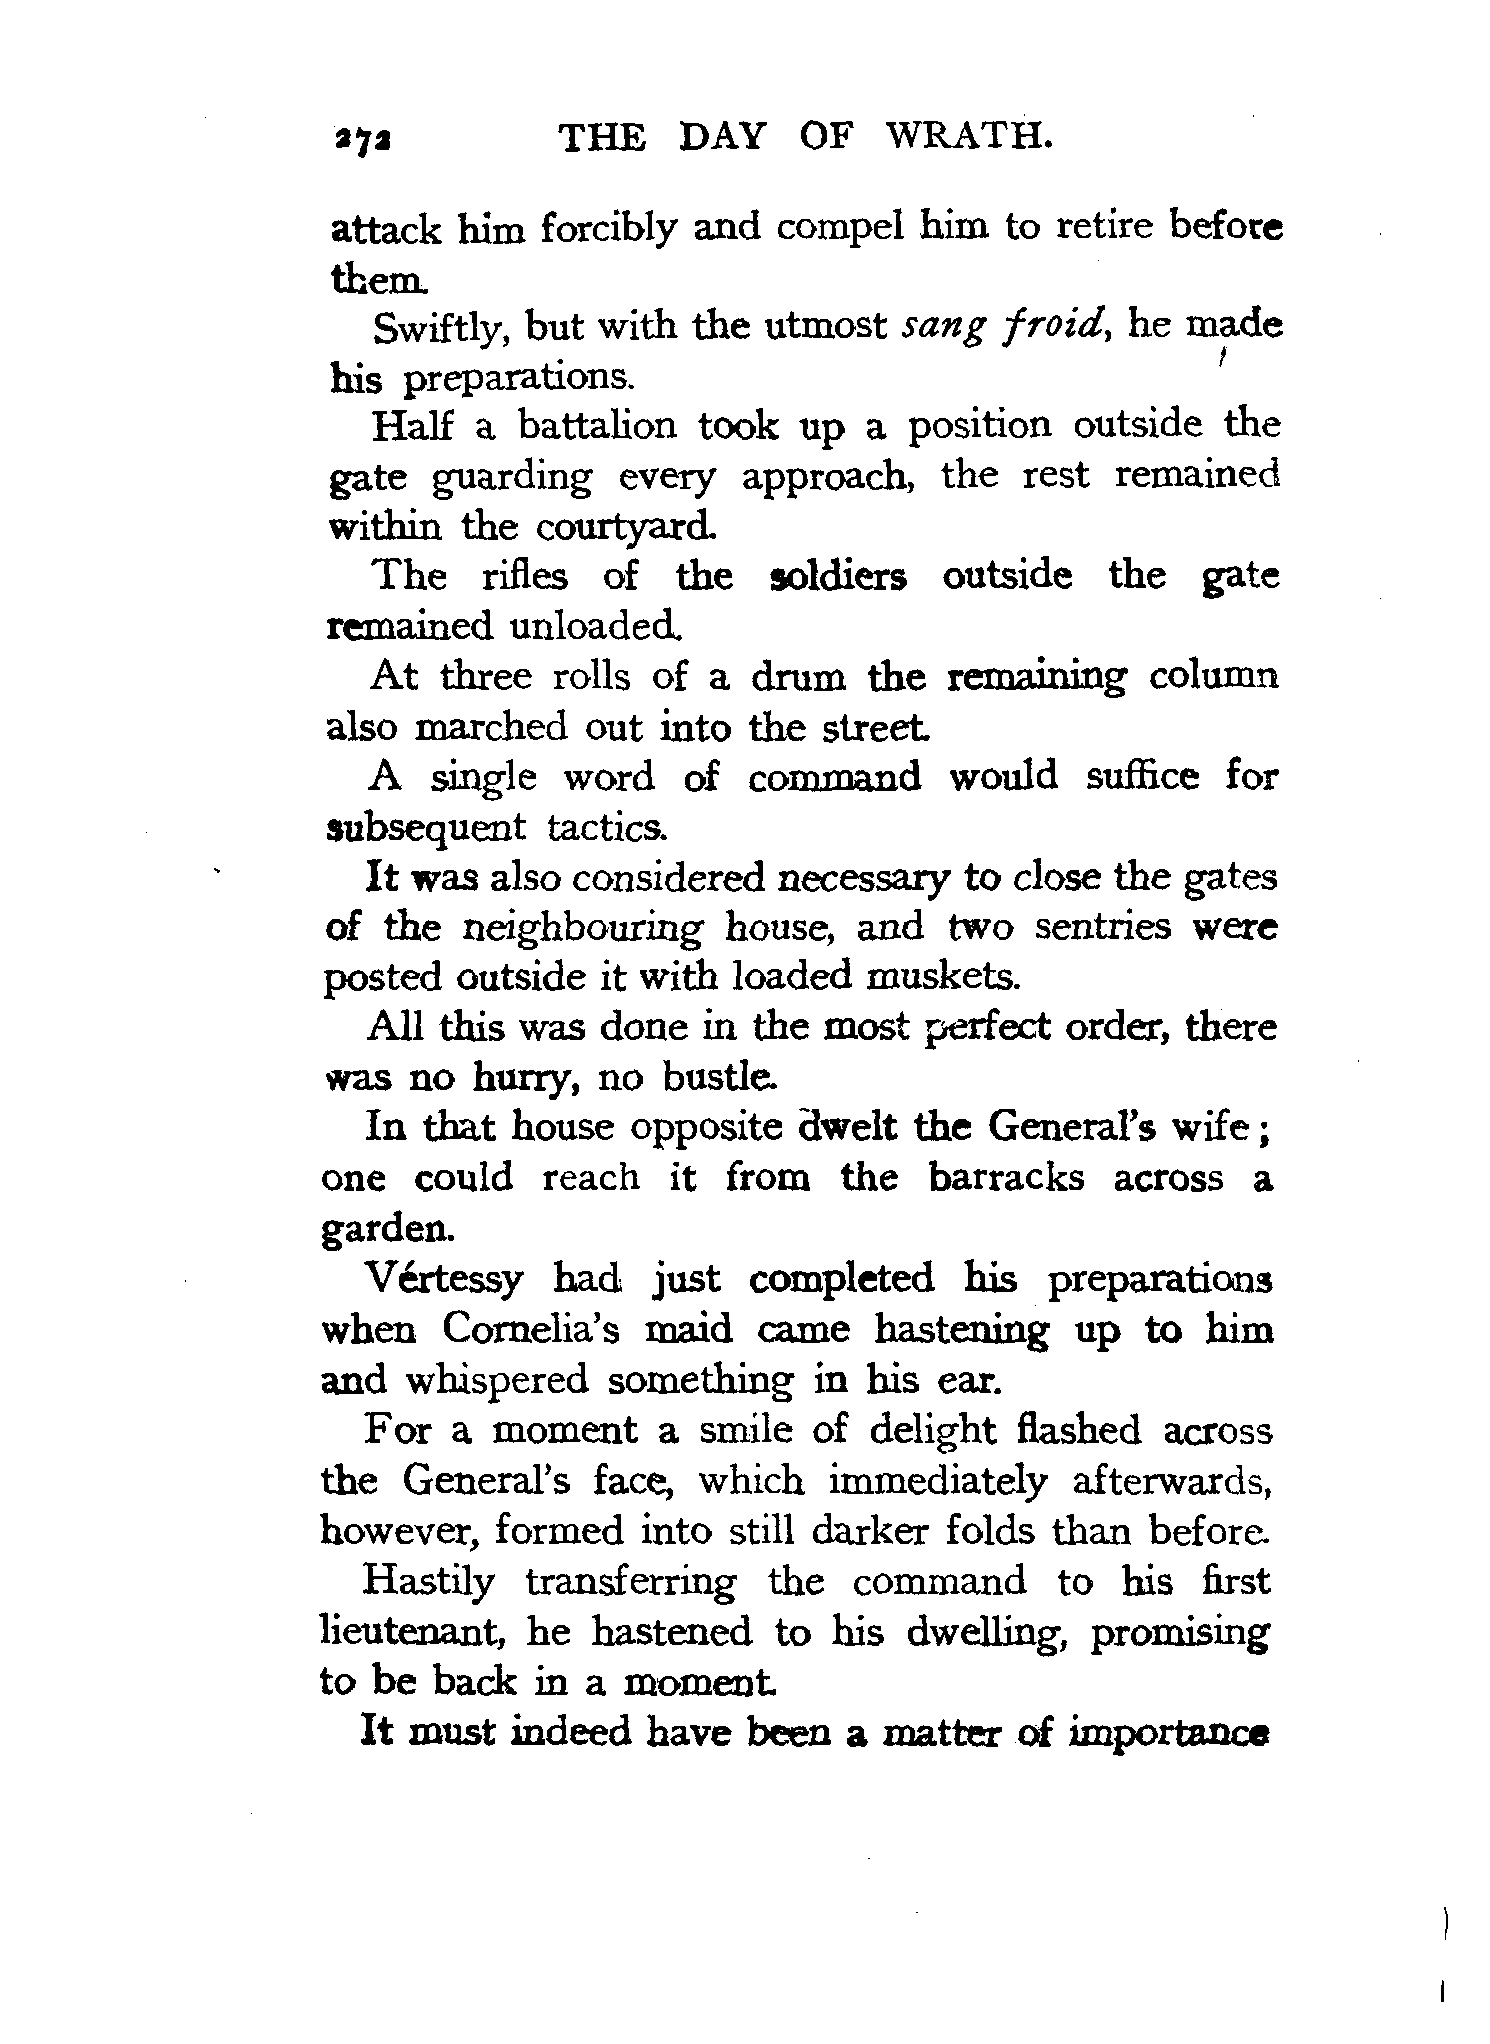 272 THE DAY OF WRATH.
attack him forcibly and compel him to retire before
them.
Swiftly, but with the utmost sang froid, he made
his preparations.
Half a battalion took up a position outside the
gate guarding every approach, the rest remained
within the courtyard.
The rifles of the soldiers outside the gate
remained unloaded.
At three rolls of a drum the remaining column
also marched out into the street.
A single word of command would suffice for
subsequent tactics.
It was also considered necessary to close the gates
of the neighbouring house, and two sentries were
posted outside it with loaded muskets.
All this was done in the most perfect order, there
was no hurry, no bustle.
In that house opposite dwelt the General's wife;
one could reach it from the barracks across a
garden.
Vértessy had just completed his preparations
when Cornelia's maid came hastening up to him
and whispered something in his ear.
For a moment a smile of delight flashed across
the General's face, which immediately afterwards,
however, formed into still darker folds than before.
Hastily transferring the command to his first
lieutenant, he hastened to his dwelling, promising
to be back in a moment.
It must indeed have been a matter of importance